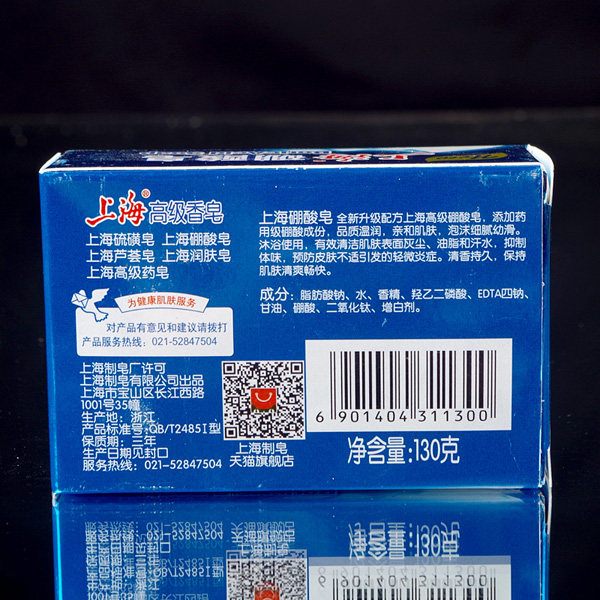 上海®高级香皂
上海硫磺皂 上海硼酸皂
上海芦荟皂 上海润肤皂
上海高级药皂
为健康肌肤服务
对产品有意见和建议请拨打
产品服务热线：021-52847504
上海硼酸皂 全新升级配方上海高级硼酸皂，添加药
用级硼酸成份，品质温润，亲和肌肤，泡沫细腻幼滑。
沐浴使用，有效清洁肌肤表面灰尘、油脂和汗水，抑制
体味，预防皮肤不适引发的轻微炎症。清香持久，保持
肌肤清爽畅快。
成分：脂肪酸钠、水、香精、羟乙二磷酸、EDTA四钠、
甘油、硼酸、二氧化钛、增白剂。
上海制皂厂许可
上海制皂有限公司出品
上海市宝山区长江西路
1001号35幢
生产地：浙江
产品标准号：QB/T2485 I型
保质期：三年
生产日期见封口
服务热线：021-52847504
上海制皂
天猫旗舰店
6 901404 311300
净含量：130克